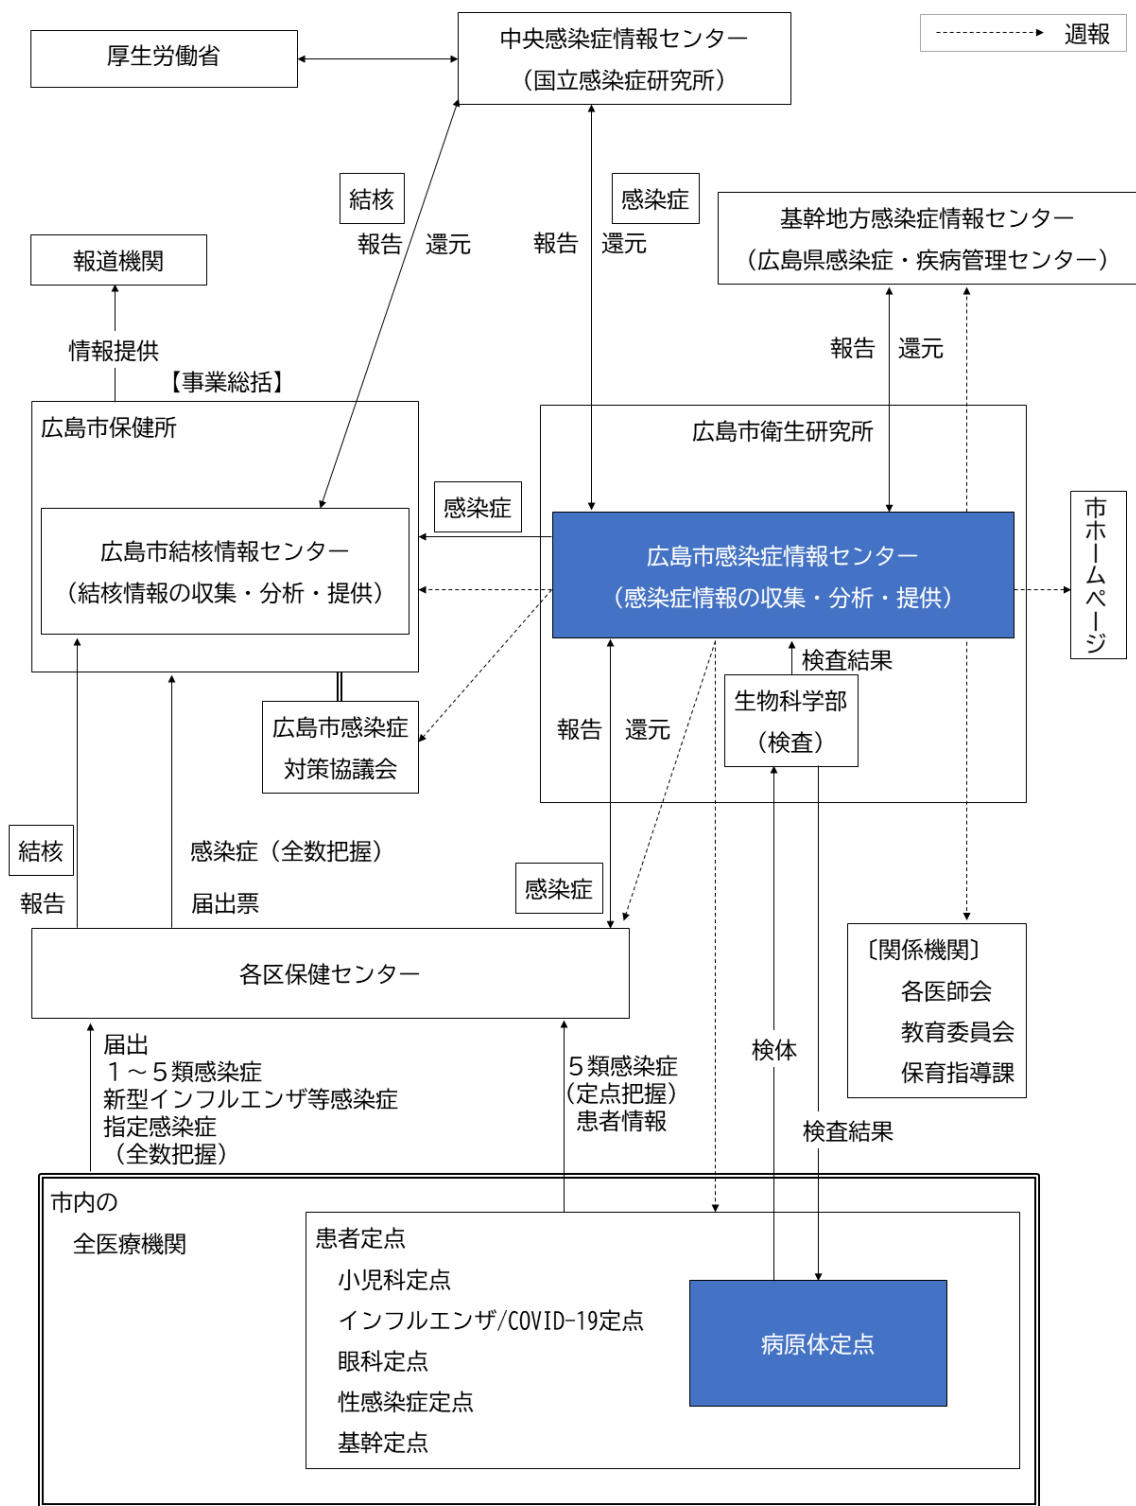 厚生労働省
中央感染症情報センター
（国立感染症研究所）
週報
結核
報告
還元
感染症
報告
還元
基幹地方感染症情報センター
（広島県感染症・疾病管理センター）
報道機関
情報提供
報告
還元
【事業総括】
広島市保健所
広島市衛生研究所
感染症
広島市結核情報センター
（結核情報の収集・分析・提供）
広島市感染症情報センター
（感染症情報の収集・分析・提供）
市ホームページ
検査結果
生物科学部
（検査）
報告
還元
広島市感染症
対策協議会
結核
報告
感染症（全数把握）
届出票
感染症
各区保健センター
〔関係機関〕
各医師会
教育委員会
保育指導課
届出
１～５類感染症
新型インフルエンザ等感染症
指定感染症
（全数把握）
５類感染症
（定点把握）
患者情報
検体
検査結果
市内の
全医療機関
患者定点
小児科定点
インフルエンザ/COVID-19定点
眼科定点
性感染症定点
基幹定点
病原体定点